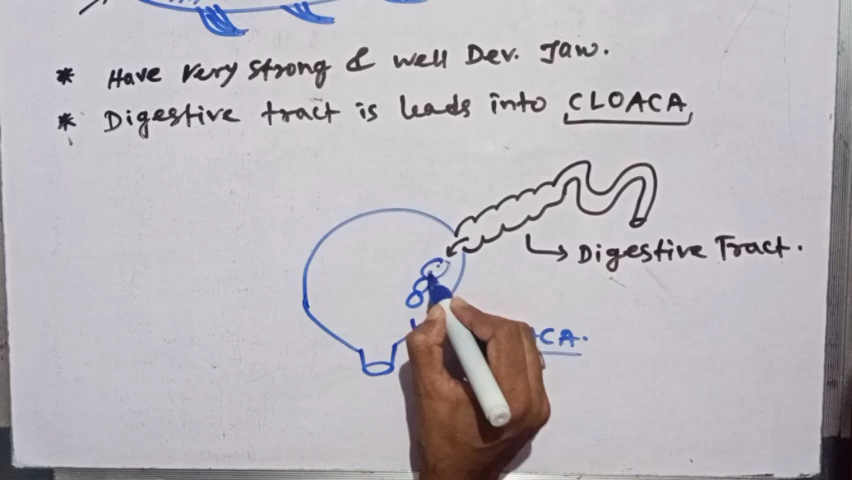 * Have very strong & well Dev. Jaw.
* Digestive tract is leads into CLOACA
Digestive Tract.
CA.